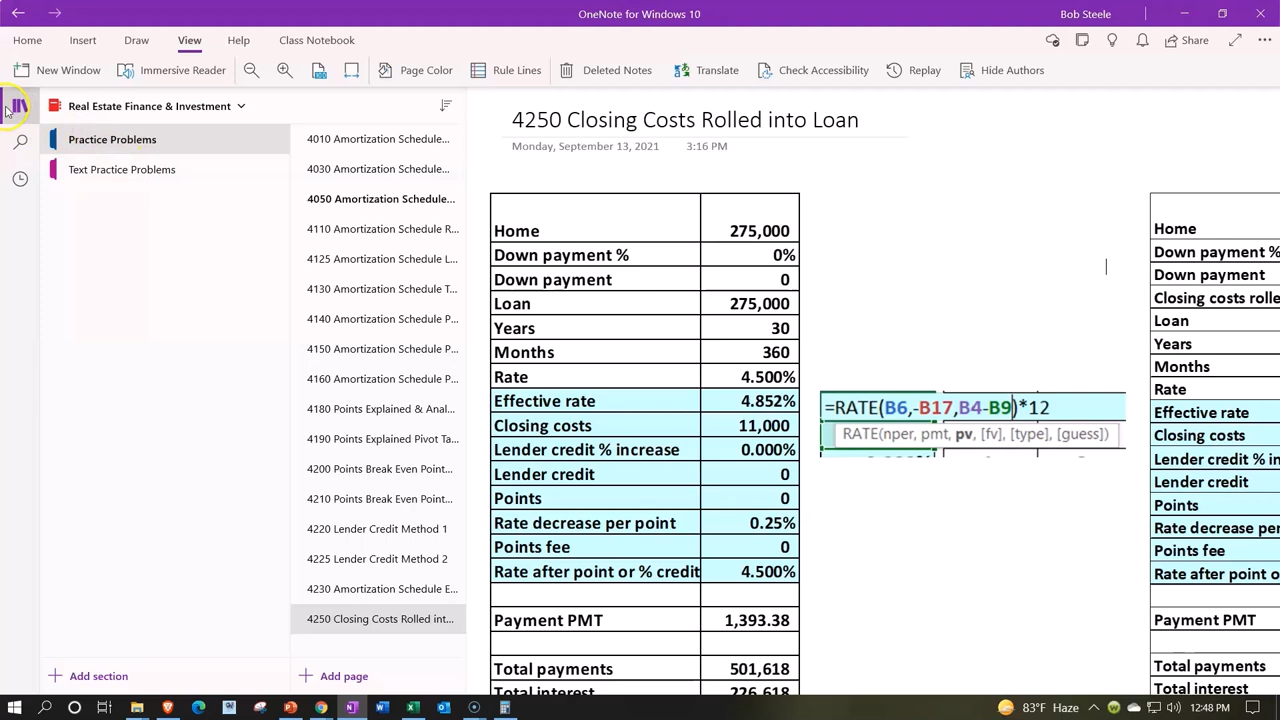 OneNote for Windows 10
Bob Steele
Home
Insert
Draw
View
Help
Class Notebook
Share
New Window
Immersive Reader
Page Color
Rule Lines
Deleted Notes
Translate
Check Accessibility
Replay
Hide Authors
Real Estate Finance & Investment
Practice Problems
Text Practice Problems
Add section
4010 Amortization Schedule...
4030 Amortization Schedule...
4050 Amortization Schedule...
4110 Amortization Schedule R...
4125 Amortization Schedule L...
4130 Amortization Schedule T...
4140 Amortization Schedule P...
4150 Amortization Schedule P...
4160 Amortization Schedule P...
4180 Points Explained & Anal...
4190 Points Explained Pivot Ta...
4200 Points Break Even Point...
4210 Points Break Even Point...
4220 Lender Credit Method 1
4225 Lender Credit Method 2
4230 Amortization Schedule E...
4250 Closing Costs Rolled int...
Add page
4250 Closing Costs Rolled into Loan
Monday, September 13, 2021 3:16 PM
Home 275,000
Down payment % 0%
Down payment 0
Loan 275,000
Years 30
Months 360
Rate 4.500%
Effective rate 4.852%
Closing costs 11,000
Lender credit % increase 0.000%
Lender credit 0
Points 0
Rate decrease per point 0.25%
Points fee 0
Rate after point or % credit 4.500%
Payment PMT 1,393.38
Total payments 501,618
Total interest 226,618
=RATE(B6,-B17,B4-B9)*12
RATE(nper, pmt, pv, [fv], [type], [guess])
Home
Down payment %
Down payment
Closing costs rolle
Loan
Years
Months
Rate
Effective rate
Closing costs
Lender credit % in
Lender credit
Points
Rate decrease per
Points fee
Rate after point o
Payment PMT
Total payments
Total interest
83°F Haze
12:48 PM